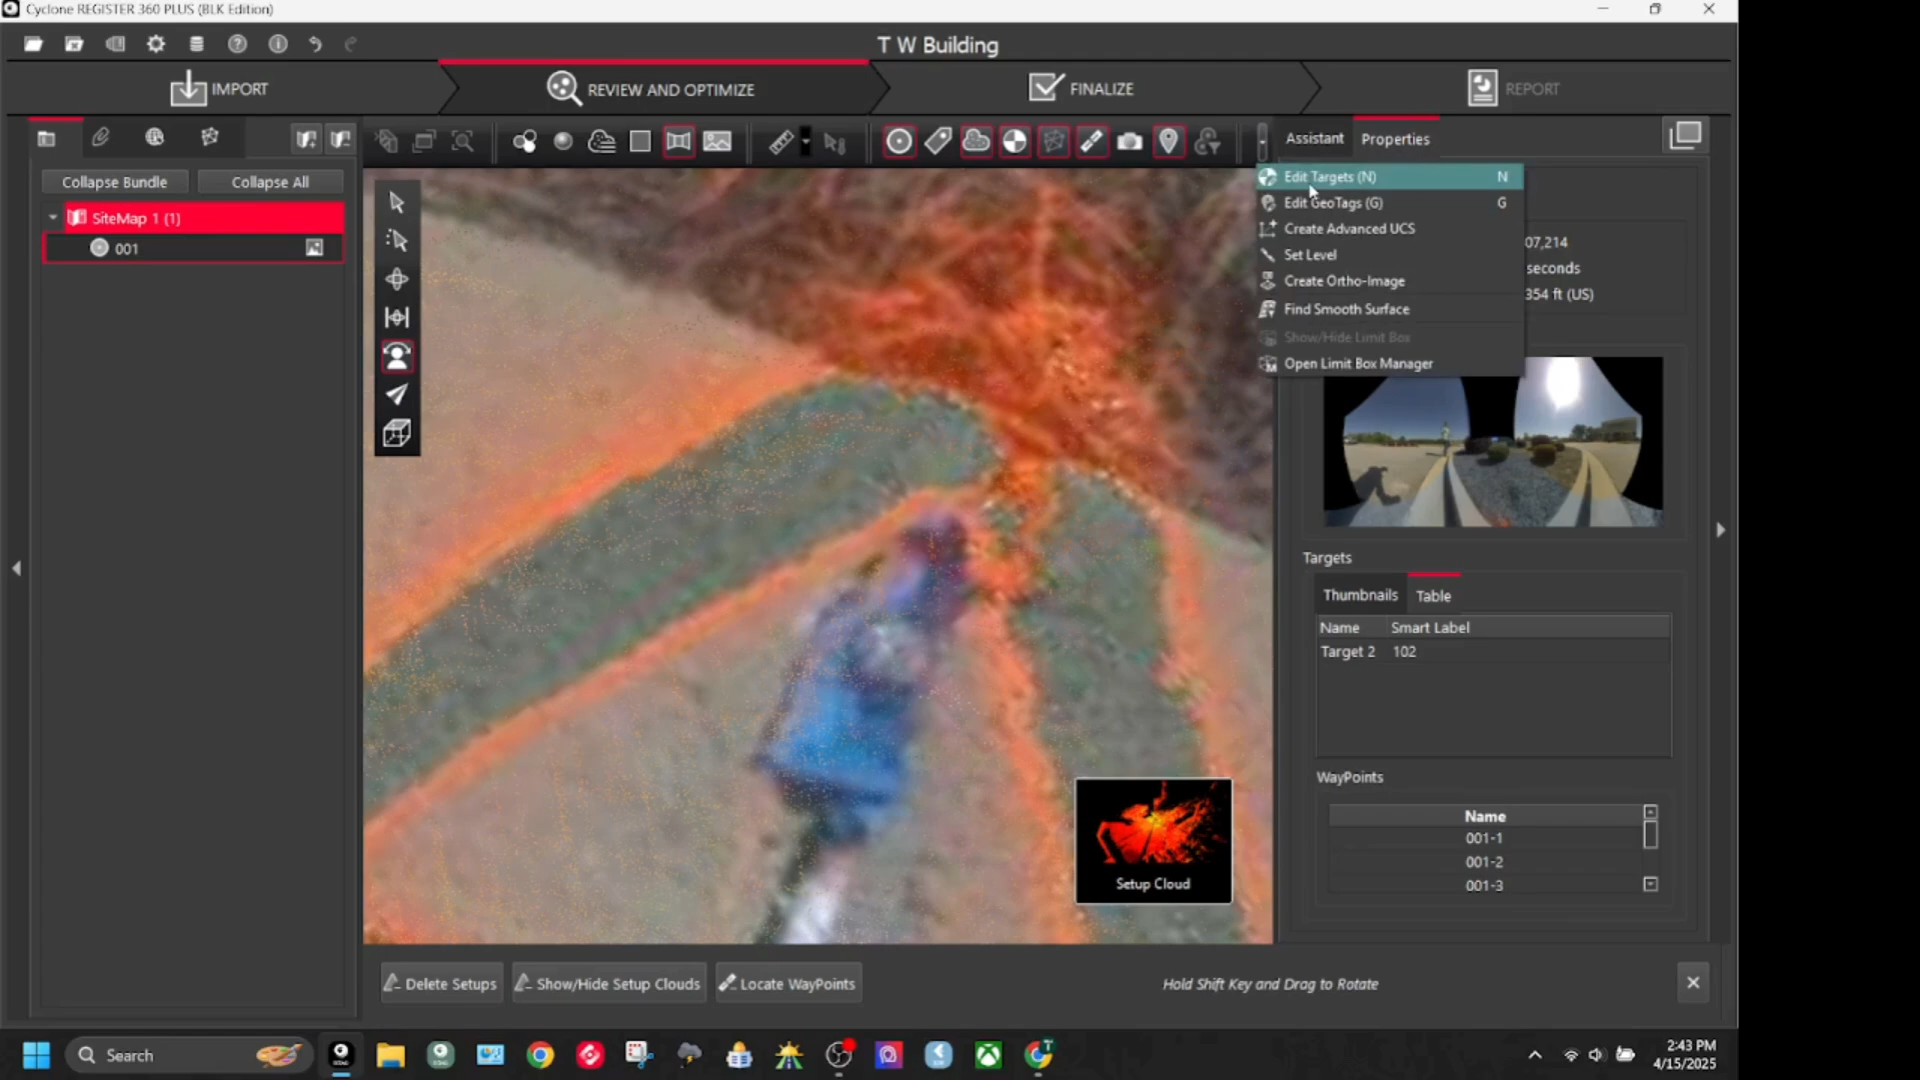 Cyclone REGISTER 360 PLUS (BLK Edition)
T W Building
IMPORT
REVIEW AND OPTIMIZE
FINALIZE
REPORT
Assistant
Properties
Collapse Bundle
Collapse All
SiteMap 1 (1)
001
Edit Targets (N) N
Edit GeoTags (G) G
Create Advanced UCS
Set Level
Create Ortho-Image
Find Smooth Surface
Show/Hide Limit Box
Open Limit Box Manager
07,214
seconds
354 ft (US)
Targets
Thumbnails
Table
Name Smart Label
Target 2 102
WayPoints
Name
001-1
001-2
001-3
Setup Cloud
Delete Setups
Show/Hide Setup Clouds
Locate WayPoints
Hold Shift Key and Drag to Rotate
Search
2:43 PM
4/15/2025